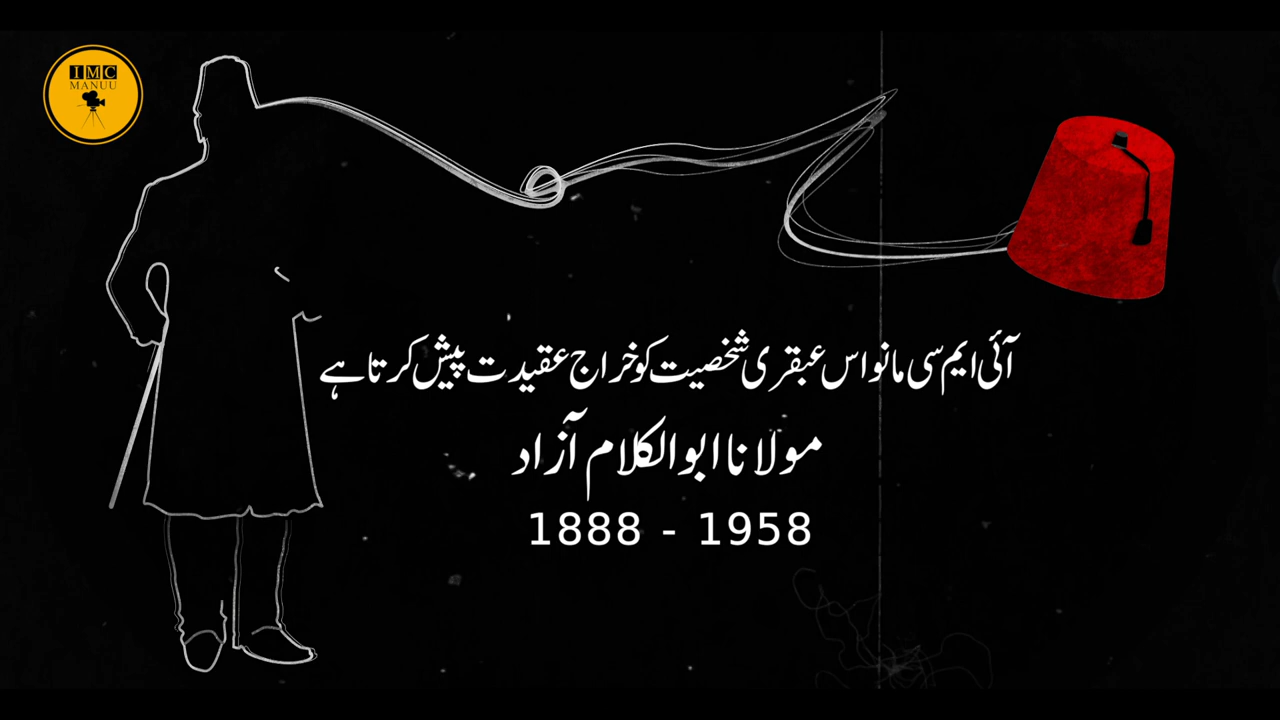 IMC
MANUU
آئی ایم سی مانو اس عبقری شخصیت کو خراج عقیدت پیش کرتا ہے
مولانا ابوالکلام آزاد
1888 - 1958